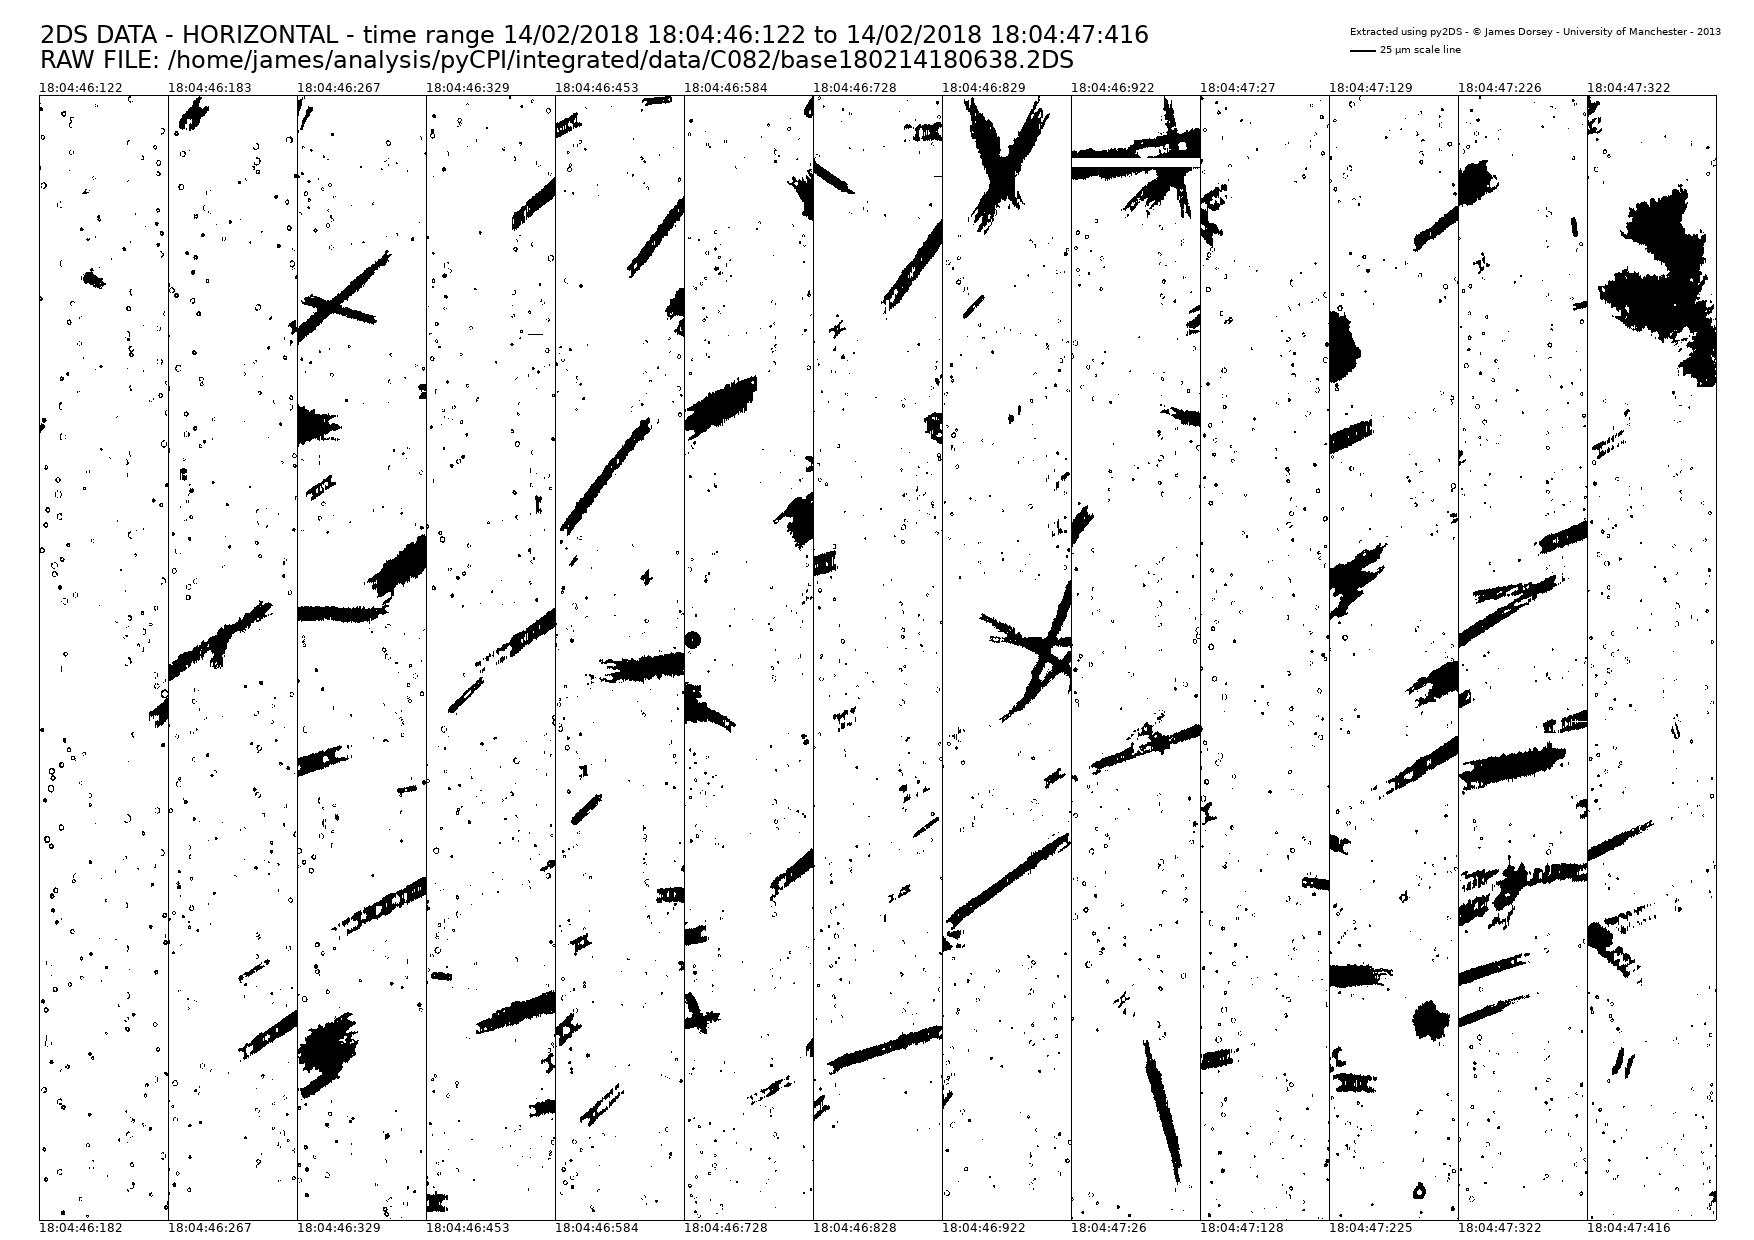 2DS DATA - HORIZONTAL - time range 14/02/2018 18:04:46:122 to 14/02/2018 18:04:47:416
RAW FILE: /home/james/analysis/pyCPI/integrated/data/C082/base180214180638.2DS
Extracted using py2DS - © James Dorsey - University of Manchester - 2013
25 µm scale line
18:04:46:122 18:04:46:183 18:04:46:267 18:04:46:329 18:04:46:453 18:04:46:584 18:04:46:728 18:04:46:829 18:04:46:922 18:04:47:27 18:04:47:129 18:04:47:226 18:04:47:322
18:04:46:182 18:04:46:267 18:04:46:329 18:04:46:453 18:04:46:584 18:04:46:728 18:04:46:828 18:04:46:922 18:04:47:26 18:04:47:128 18:04:47:225 18:04:47:322 18:04:47:416